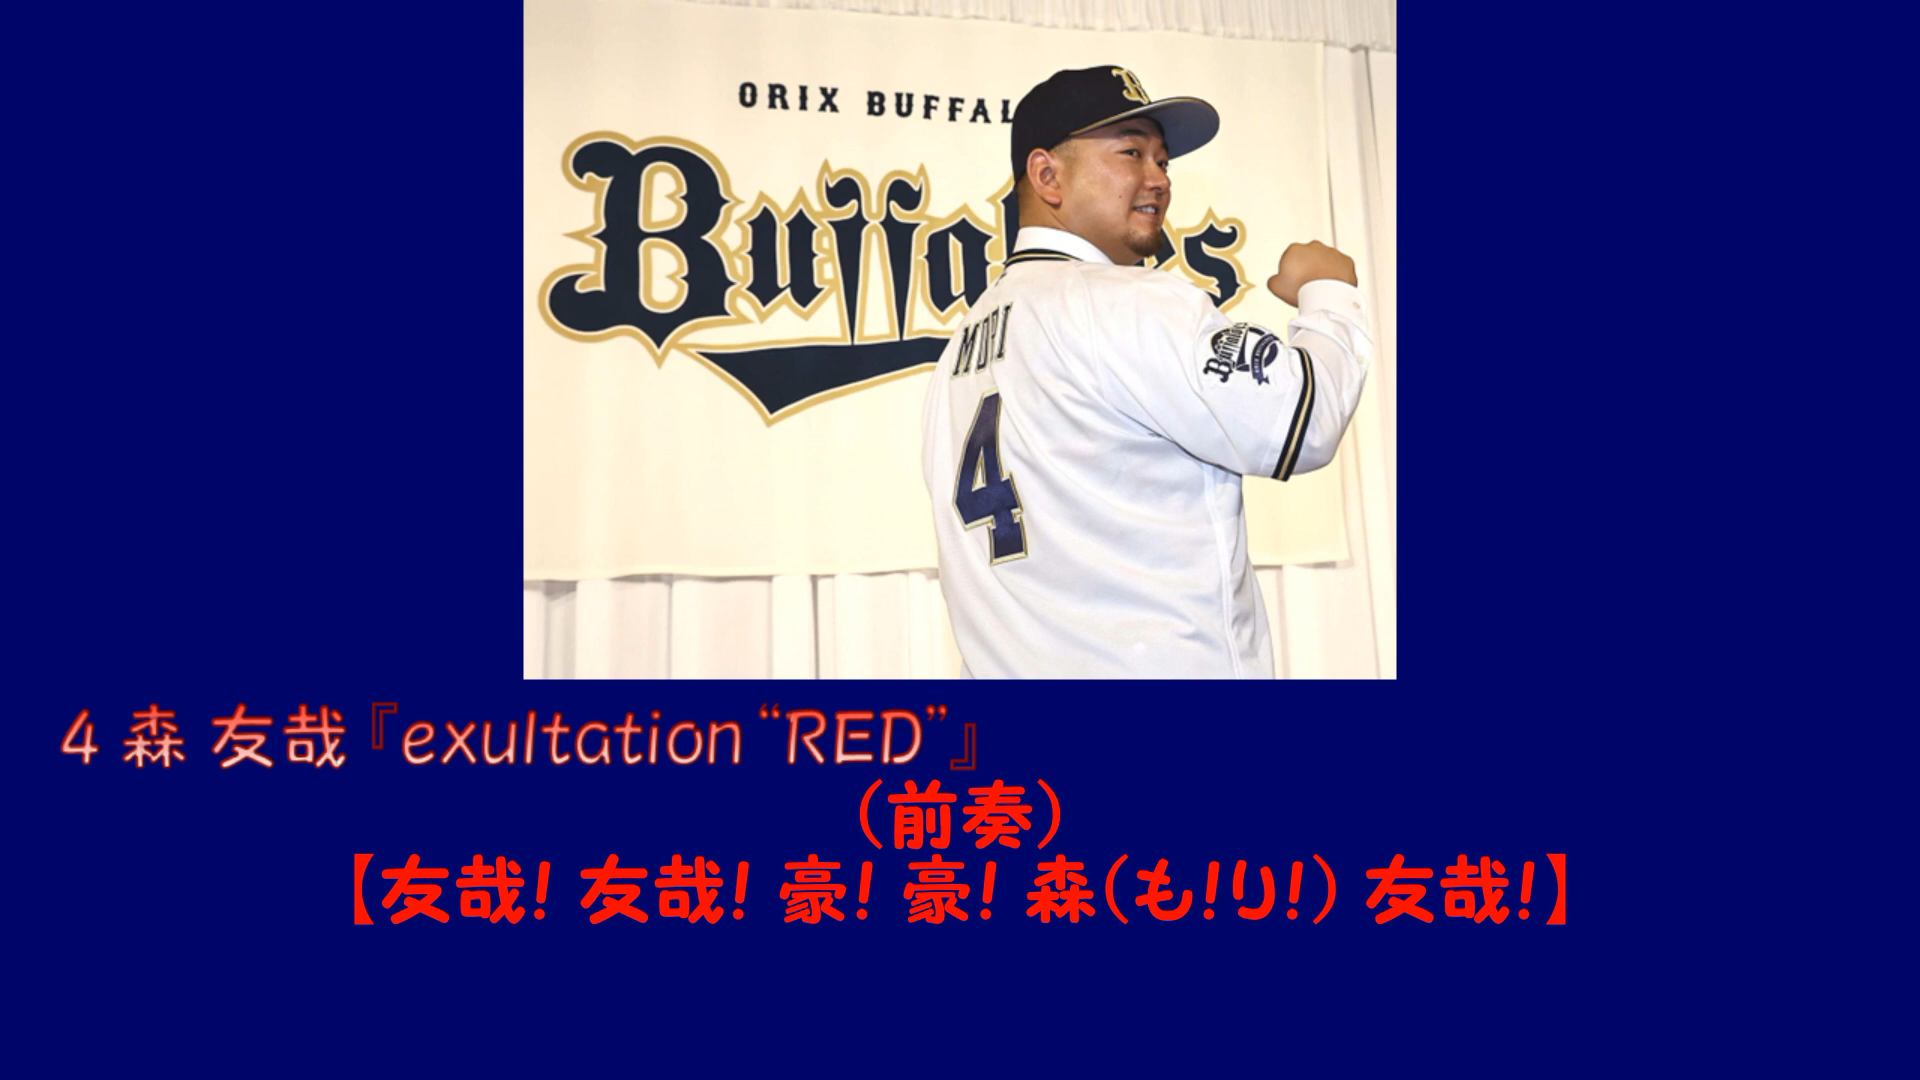 ORIX BUFFAL
Buffaloes
MORI
4
Buffaloes
4 森 友哉『exultation “RED”』
(前奏)
【友哉! 友哉! 豪! 豪! 森(も!り!) 友哉!】